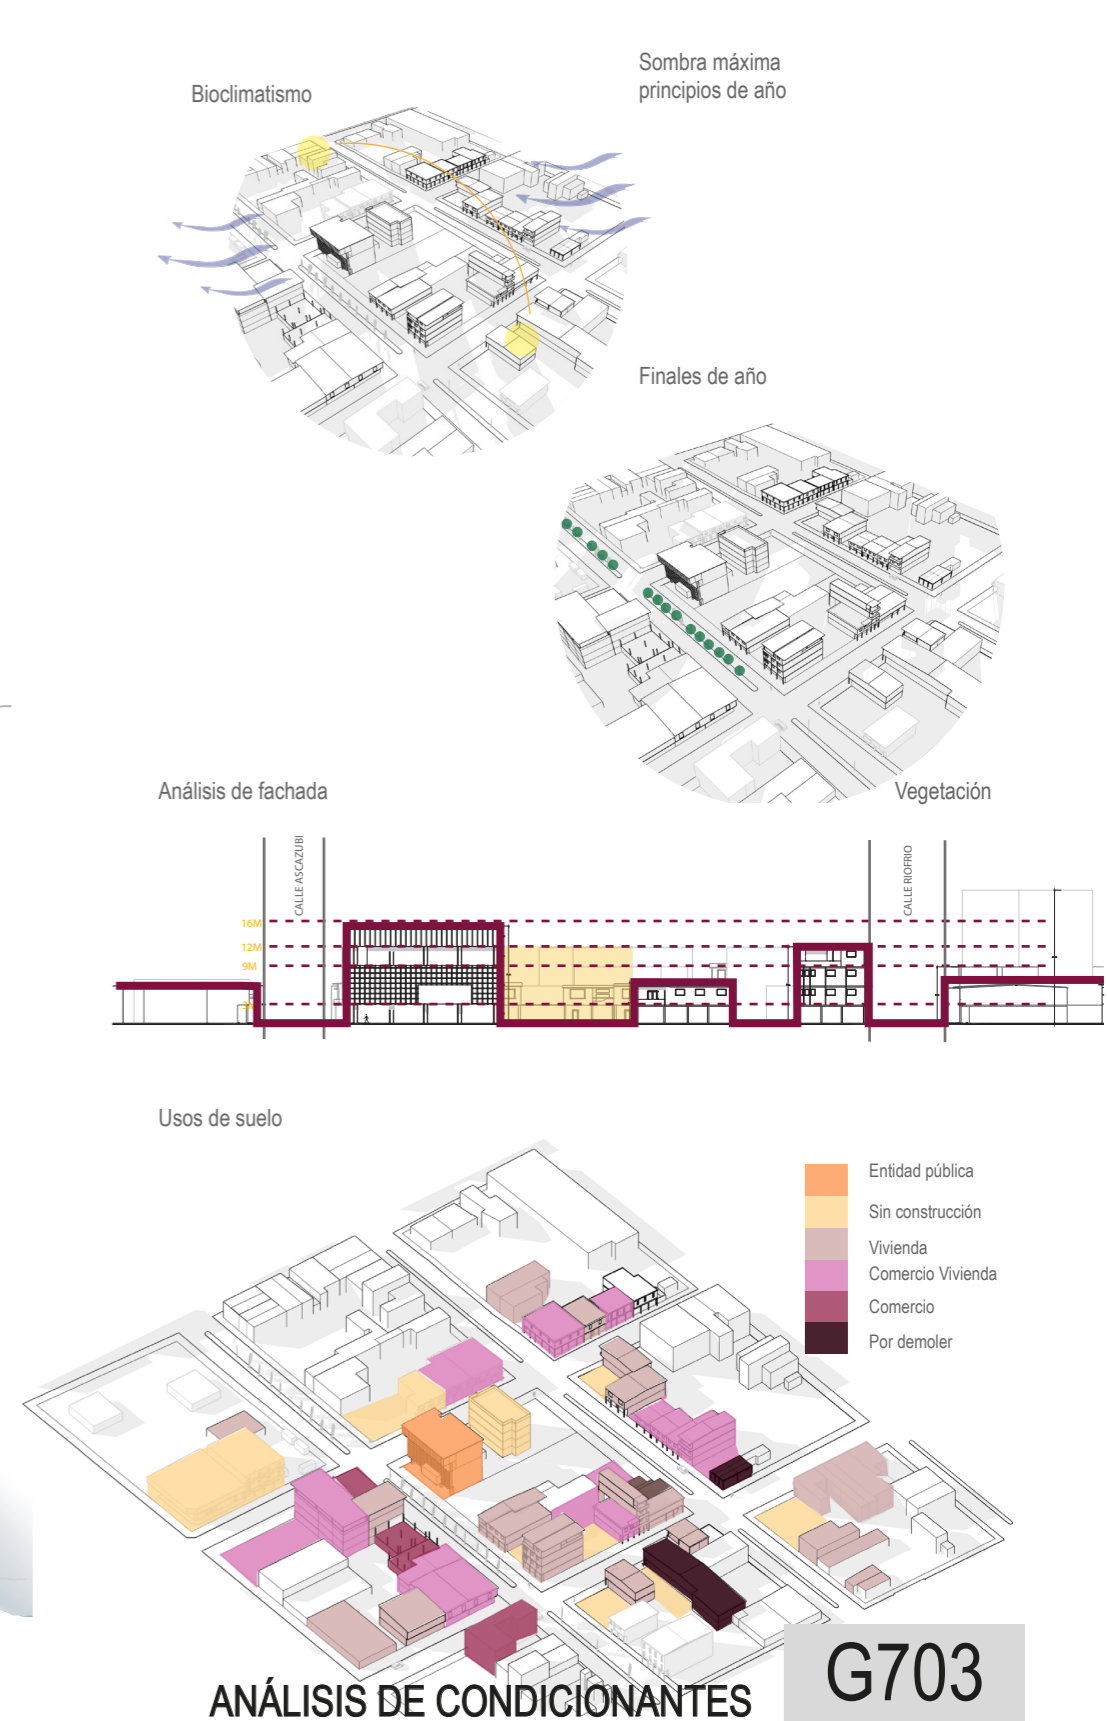 Sombra máxima
principios de año
Bioclimatismo
Finales de año
Análisis de fachada
Vegetación
CALLE ASCAZUBI
CALLE RIOFRIO
16M
12M
9M
Usos de suelo
Entidad pública
Sin construcción
Vivienda
Comercio Vivienda
Comercio
Por demoler
G703
ANÁLISIS DE CONDICIONANTES